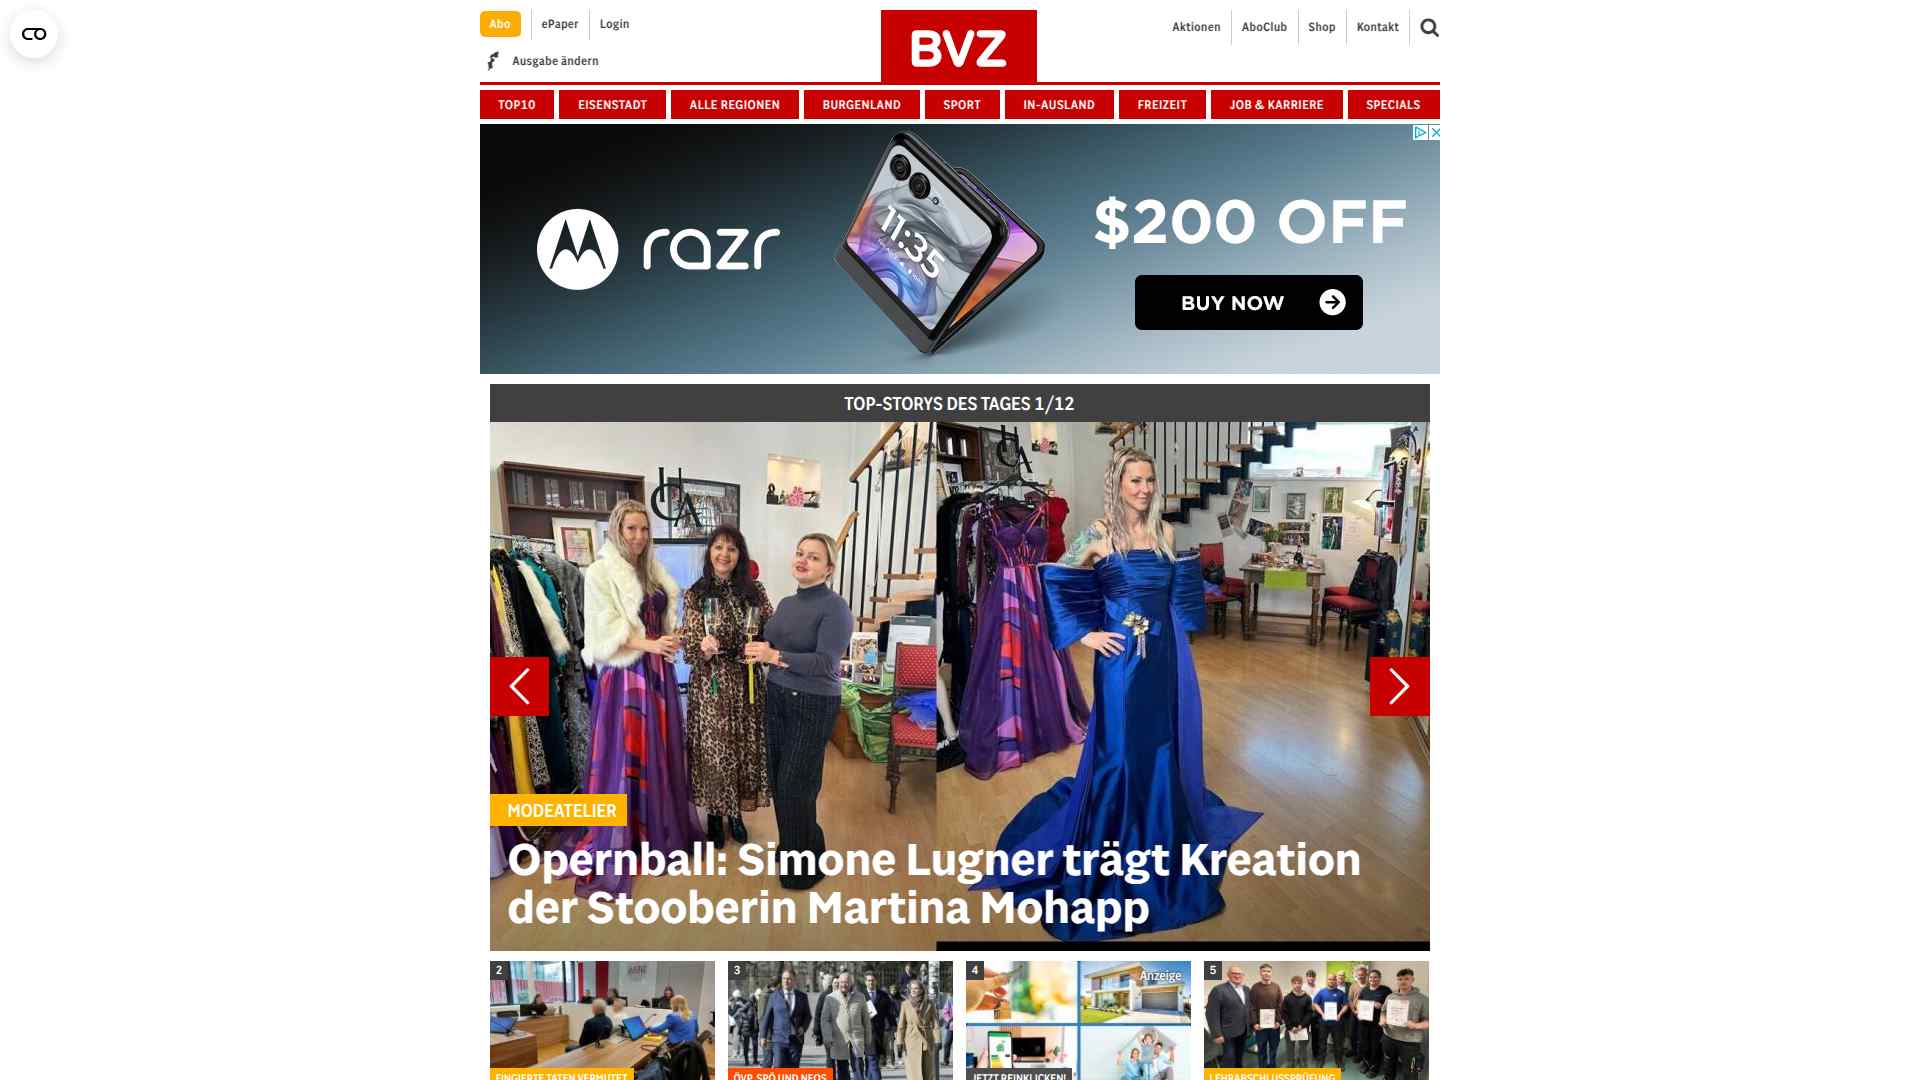 Abo
ePaper
Login
Aktionen
AboClub
Shop
Kontakt
Ausgabe ändern
BVZ
TOP10
EISENSTADT
ALLE REGIONEN
BURGENLAND
SPORT
IN-AUSLAND
FREIZEIT
JOB & KARRIERE
SPECIALS
razr
11:35
$200 OFF
BUY NOW
TOP-STORYS DES TAGES 1/12
MODEATELIER
Opernball: Simone Lugner trägt Kreation
der Stooberin Martina Mohapp
2
3
4
Anzeige
5
FINGIERTE TATEN VERMUTET
ÖVP, SPÖ UND NEOS
JETZT REINKLICKEN!
LEHRABSCHLUSSPRÜFUNG